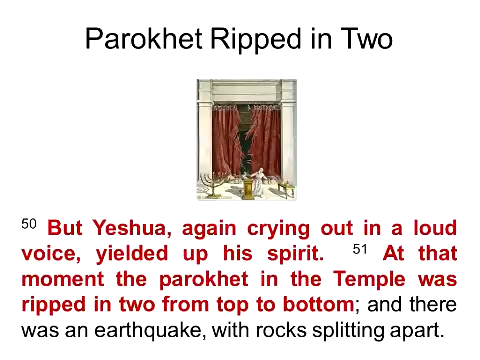 Parokhet Ripped in Two
50 But Yeshua, again crying out in a loud
voice, yielded up his spirit. 51 At that
moment the parokhet in the Temple was
ripped in two from top to bottom; and there
was an earthquake, with rocks splitting apart.